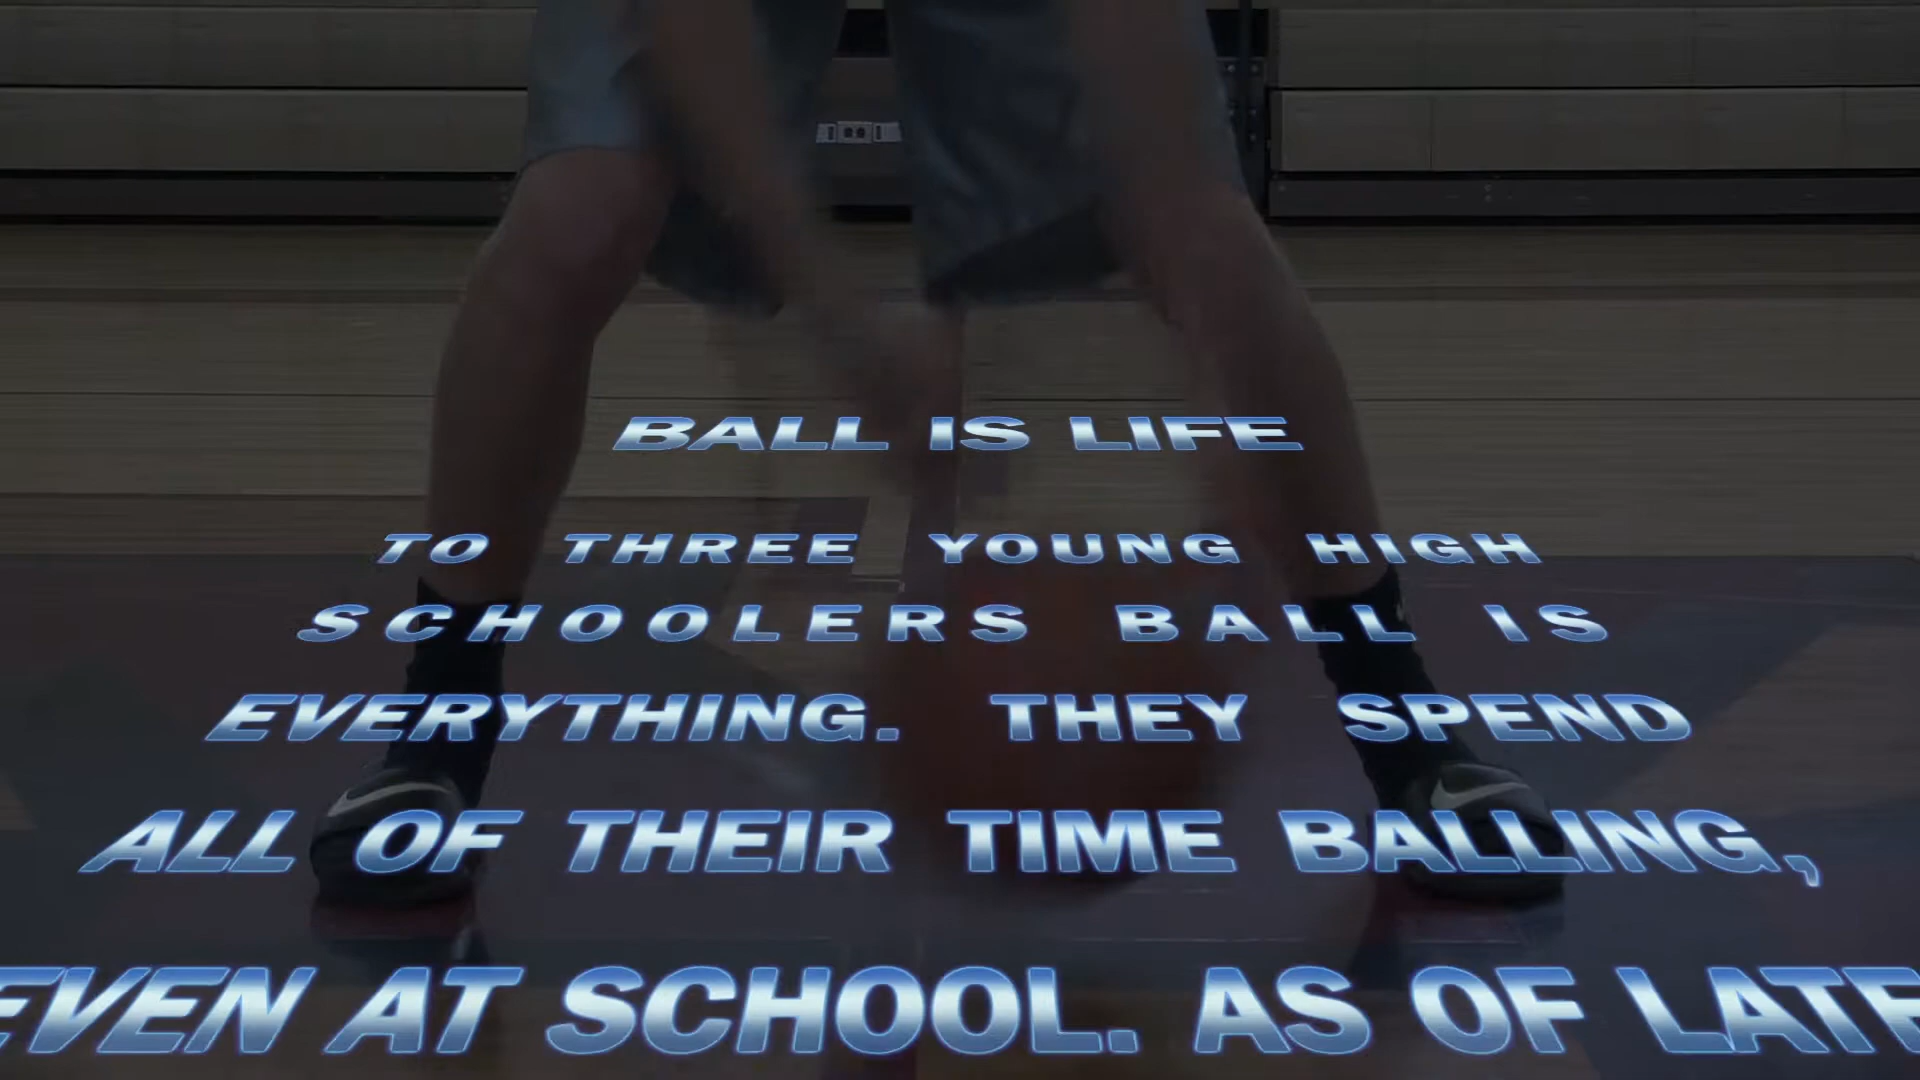 BALL IS LIFE
TO THREE YOUNG HIGH
SCHOOLERS BALL IS
EVERYTHING. THEY SPEND
ALL OF THEIR TIME BALLING,
EVEN AT SCHOOL. AS OF LATE